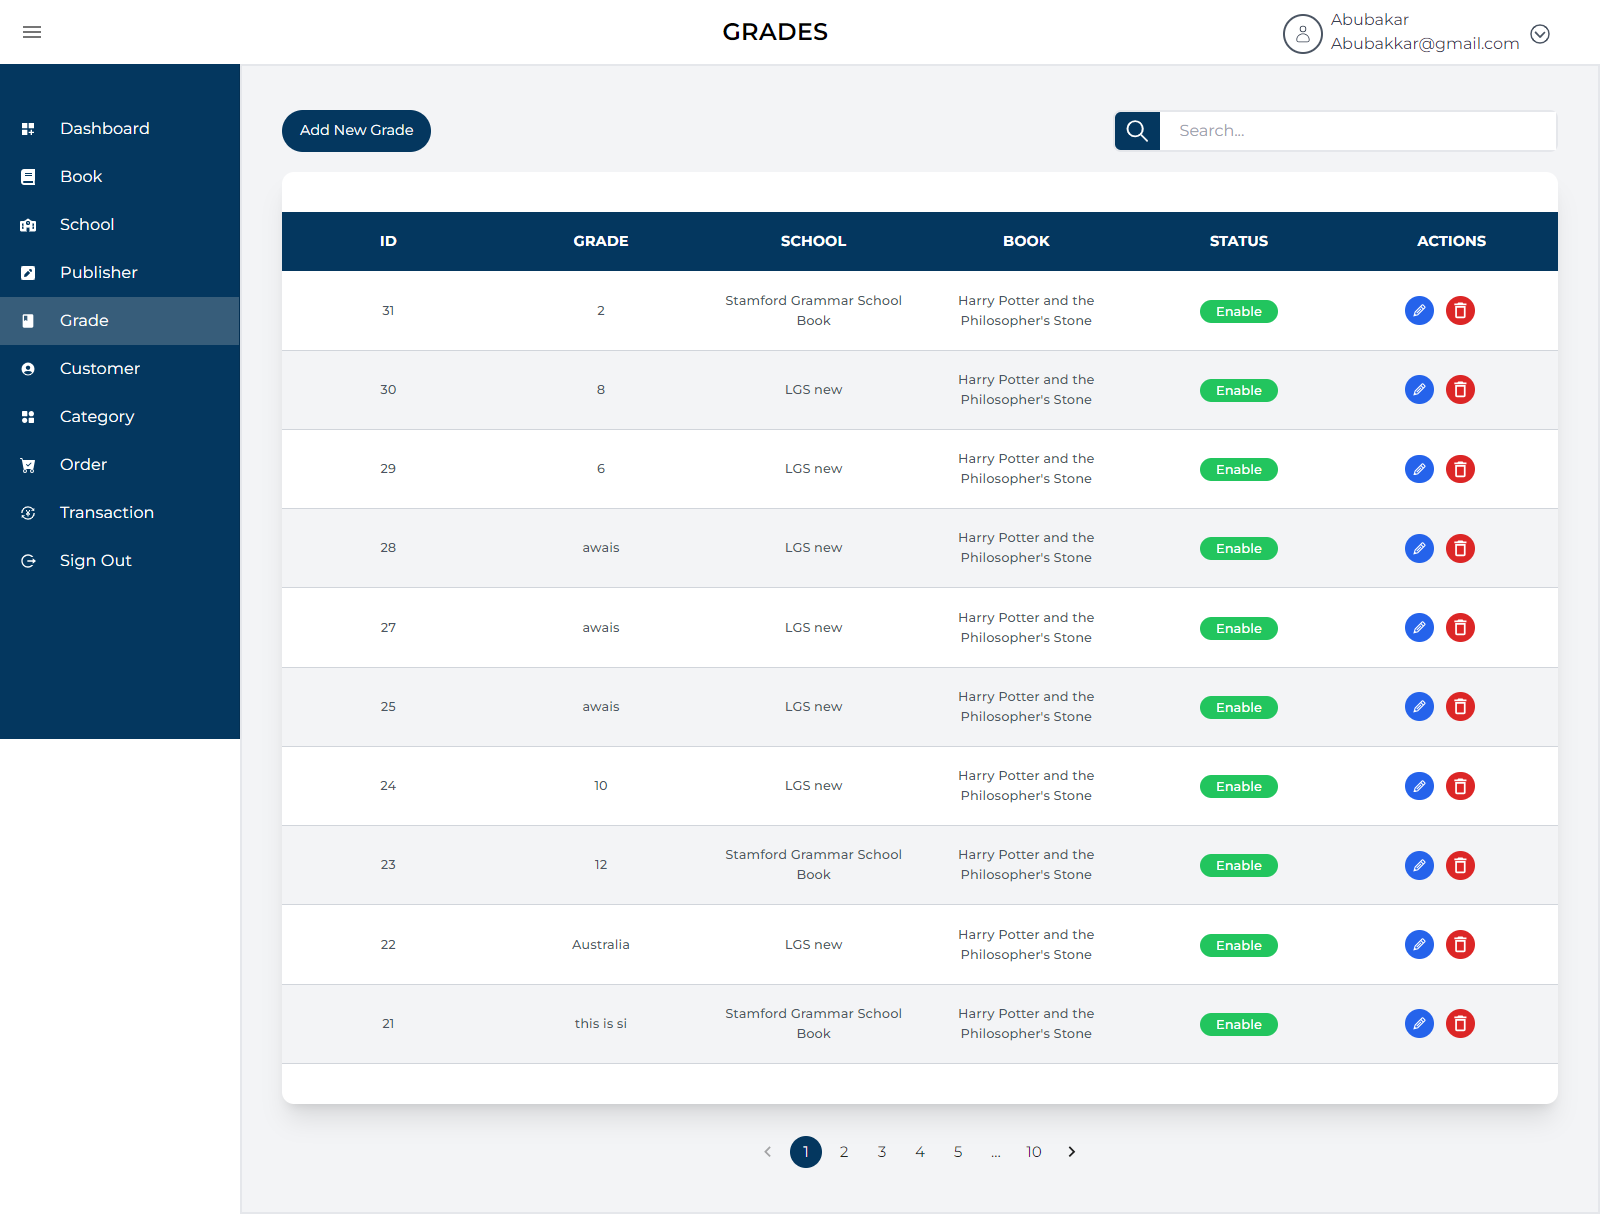 GRADES
Abubakar
Abubakkar@gmail.com
Dashboard
Book
School
Publisher
Grade
Customer
Category
Order
Transaction
Sign Out
Add New Grade
Search...
ID GRADE SCHOOL BOOK STATUS ACTIONS
31 2 Stamford Grammar School Book Harry Potter and the Philosopher's Stone Enable
30 8 LGS new Harry Potter and the Philosopher's Stone Enable
29 6 LGS new Harry Potter and the Philosopher's Stone Enable
28 awais LGS new Harry Potter and the Philosopher's Stone Enable
27 awais LGS new Harry Potter and the Philosopher's Stone Enable
25 awais LGS new Harry Potter and the Philosopher's Stone Enable
24 10 LGS new Harry Potter and the Philosopher's Stone Enable
23 12 Stamford Grammar School Book Harry Potter and the Philosopher's Stone Enable
22 Australia LGS new Harry Potter and the Philosopher's Stone Enable
21 this is si Stamford Grammar School Book Harry Potter and the Philosopher's Stone Enable
1 2 3 4 5 ... 10